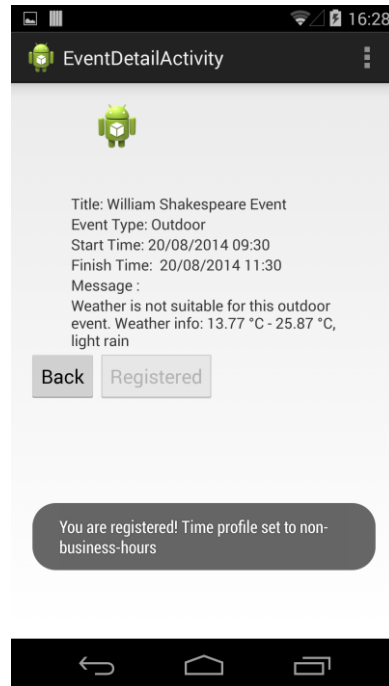 16:28
EventDetailActivity
Title: William Shakespeare Event
Event Type: Outdoor
Start Time: 20/08/2014 09:30
Finish Time:  20/08/2014 11:30
Message :
Weather is not suitable for this outdoor
event. Weather info: 13.77 °C - 25.87 °C,
light rain
Back Registered
You are registered! Time profile set to non-
business-hours